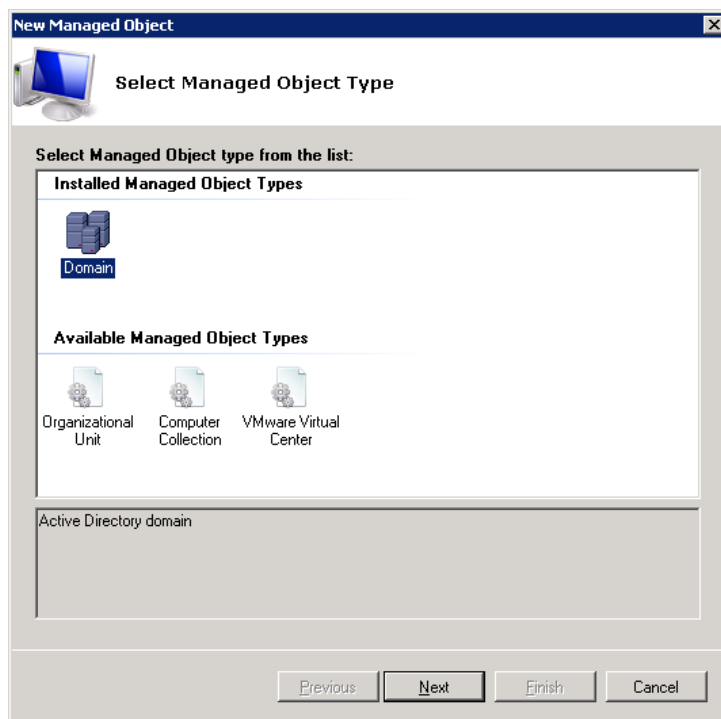 New Managed Object
Select Managed Object Type
Select Managed Object type from the list:
Installed Managed Object Types
Domain
Available Managed Object Types
Organizational
Unit
Computer
Collection
VMware Virtual
Center
Active Directory domain
Previous
Next
Finish
Cancel